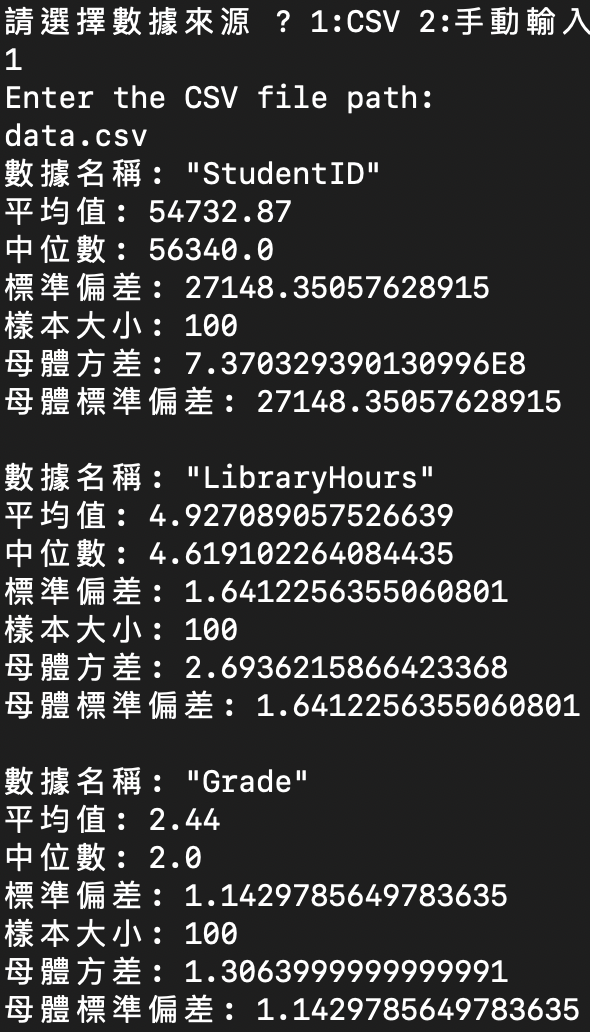 請選擇數據來源 ? 1:CSV 2:手動輸入
1
Enter the CSV file path:
data.csv
數據名稱: "StudentID"
平均值: 54732.87
中位數: 56340.0
標準偏差: 27148.35057628915
樣本大小: 100
母體方差: 7.370329390130996E8
母體標準偏差: 27148.35057628915

數據名稱: "LibraryHours"
平均值: 4.927089057526639
中位數: 4.619102264084435
標準偏差: 1.6412256355060801
樣本大小: 100
母體方差: 2.6936215866423368
母體標準偏差: 1.6412256355060801

數據名稱: "Grade"
平均值: 2.44
中位數: 2.0
標準偏差: 1.1429785649783635
樣本大小: 100
母體方差: 1.3063999999999991
母體標準偏差: 1.1429785649783635